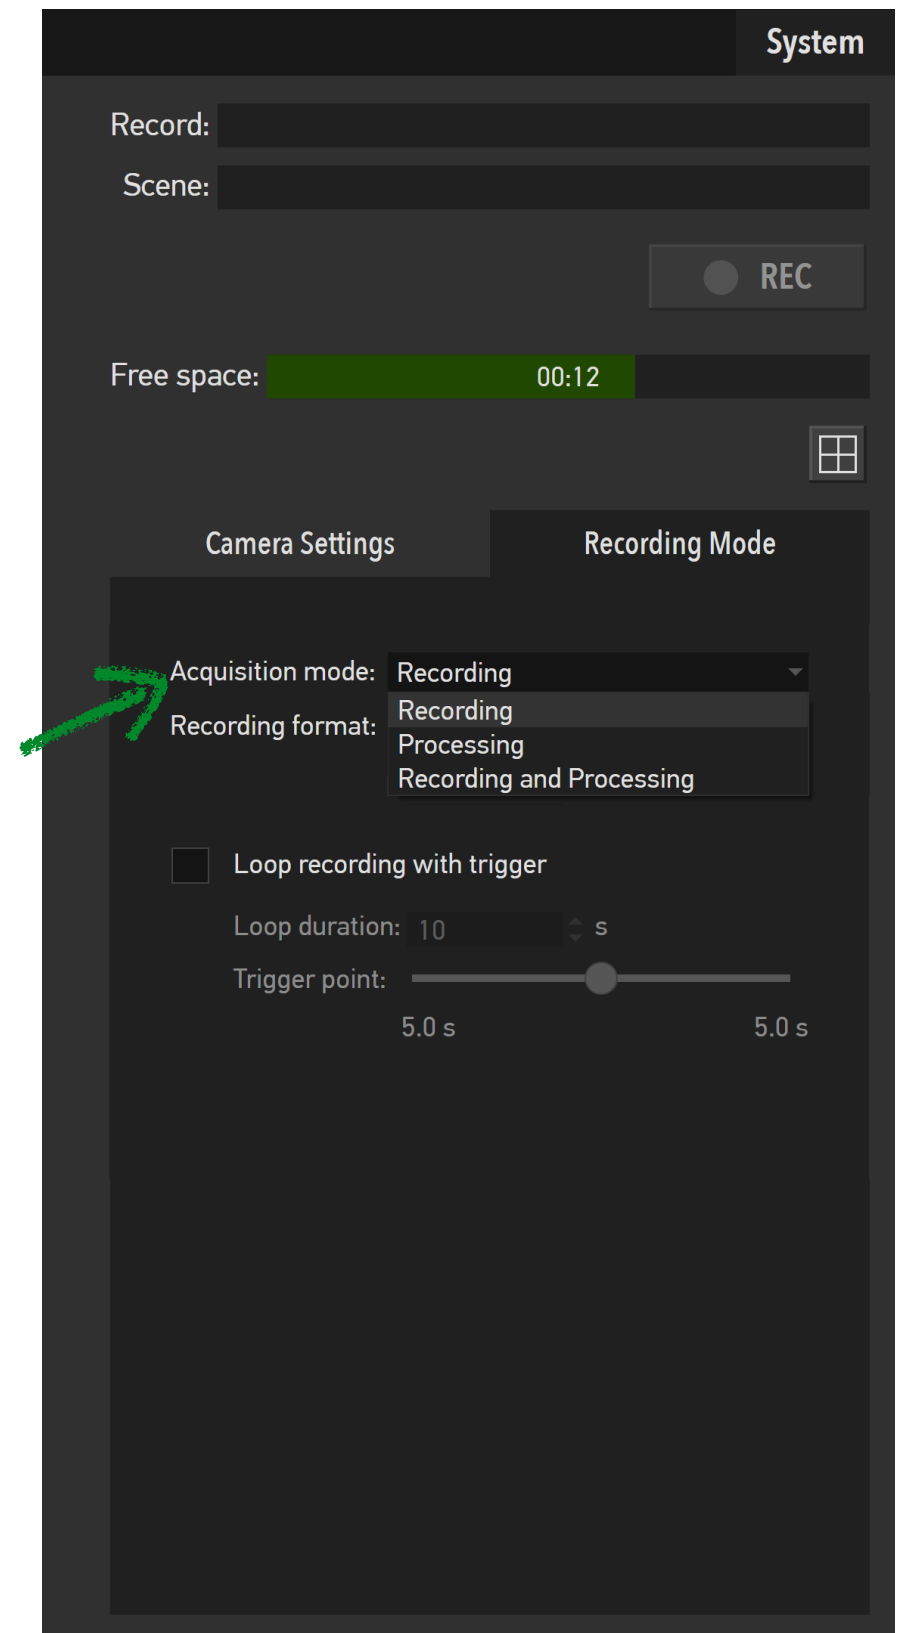 System
Record:
Scene:
REC
Free space: 00:12
Camera Settings Recording Mode
Acquisition mode: Recording
Recording
Recording format:
Processing
Recording and Processing
Loop recording with trigger
Loop duration: 10 s
Trigger point:
5.0 s 5.0 s